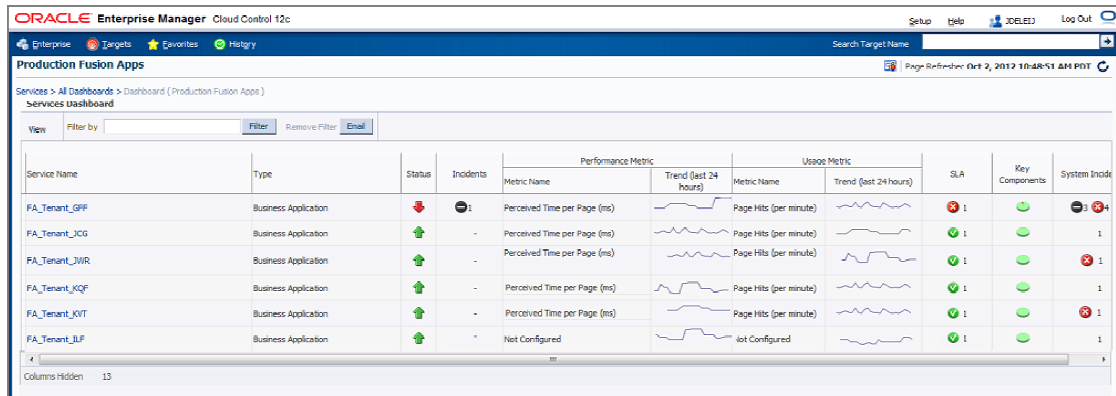 ORACLE Enterprise Manager Cloud Control 12c
Setup Help JDELEIJ Log Out
Enterprise Targets Favorites History Search Target Name
Production Fusion Apps Page Refreshed Oct 2, 2012 10:48:51 AM PDT
Services > All Dashboards > Dashboard ( Production Fusion Apps )
Services Dashboard
View Filter by Filter Remove Filter Email
Performance Metric Usage Metric
Service Name Type Status Incidents Metric Name Trend (last 24 hours) Metric Name Trend (last 24 hours) SLA Key Components System Incide
FA_Tenant_GFF Business Application 1 Perceived Time per Page (ms) Page Hits (per minute) 1 3 4
FA_Tenant_JCG Business Application - Perceived Time per Page (ms) Page Hits (per minute) 1 1
FA_Tenant_JWR Business Application - Perceived Time per Page (ms) Page Hits (per minute) 1 1
FA_Tenant_KQF Business Application - Perceived Time per Page (ms) Page Hits (per minute) 1 1
FA_Tenant_KVT Business Application - Perceived Time per Page (ms) Page Hits (per minute) 1 1
FA_Tenant_ILF Business Application - Not Configured Not Configured 1 1
Columns Hidden 13